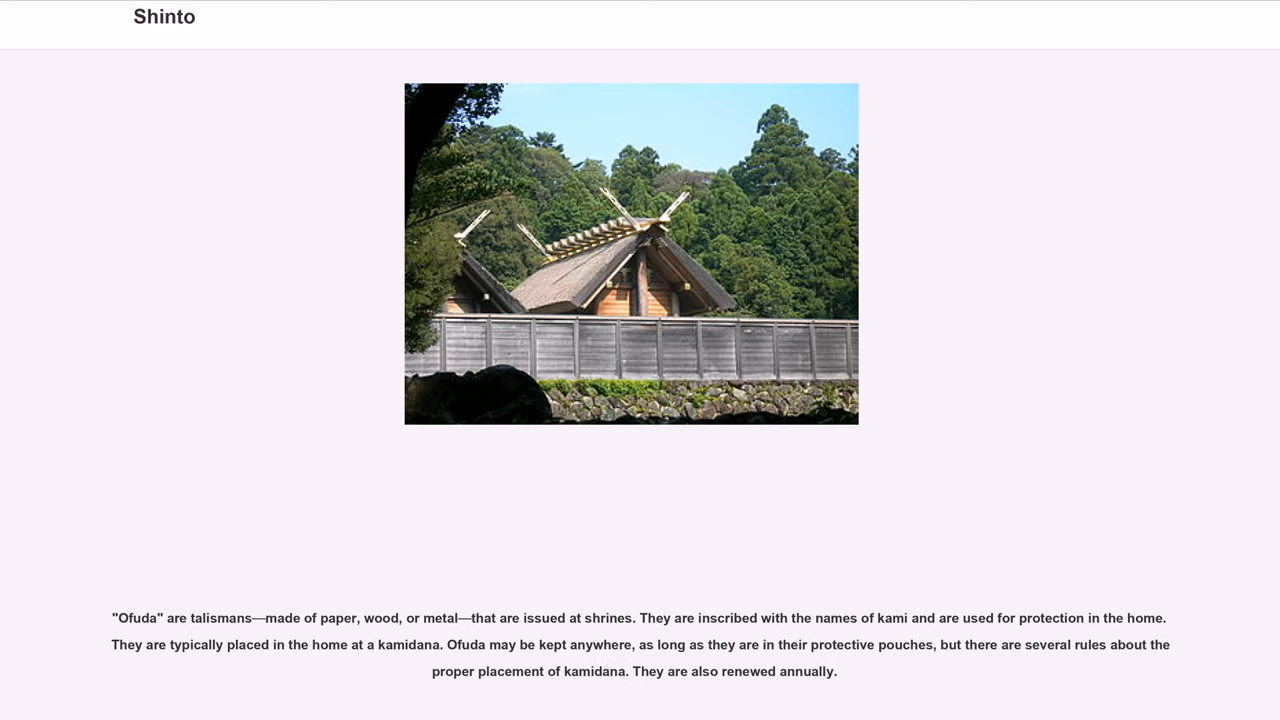 Shinto
"Ofuda" are talismans—made of paper, wood, or metal—that are issued at shrines. They are inscribed with the names of kami and are used for protection in the home.
They are typically placed in the home at a kamidana. Ofuda may be kept anywhere, as long as they are in their protective pouches, but there are several rules about the
proper placement of kamidana. They are also renewed annually.